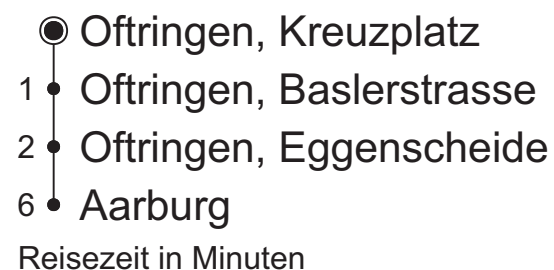 Oftringen, Kreuzplatz
1 Oftringen, Baslerstrasse
2 Oftringen, Eggenscheide
6 Aarburg
Reisezeit in Minuten